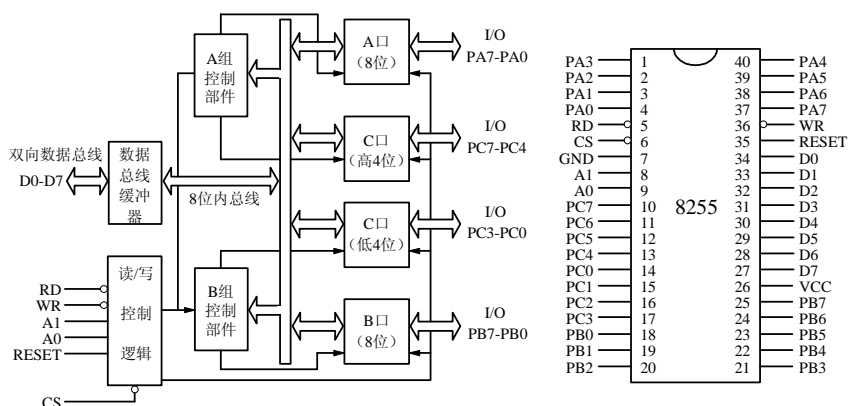 A组
控制
部件
A口
(8位)
I/O
PA7-PA0
C口
(高4位)
I/O
PC7-PC4
双向数据总线
D0-D7
数据
总线
缓冲
器
8位内总线
C口
(低4位)
I/O
PC3-PC0
读/写
控制
逻辑
RD
WR
A1
A0
RESET
CS
B组
控制
部件
B口
(8位)
I/O
PB7-PB0
8255
PA3 1 40 PA4
PA2 2 39 PA5
PA1 3 38 PA6
PA0 4 37 PA7
RD 5 36 WR
CS 6 35 RESET
GND 7 34 D0
A1 8 33 D1
A0 9 32 D2
PC7 10 31 D3
PC6 11 30 D4
PC5 12 29 D5
PC4 13 28 D6
PC0 14 27 D7
PC1 15 26 VCC
PC2 16 25 PB7
PC3 17 24 PB6
PB0 18 23 PB5
PB1 19 22 PB4
PB2 20 21 PB3